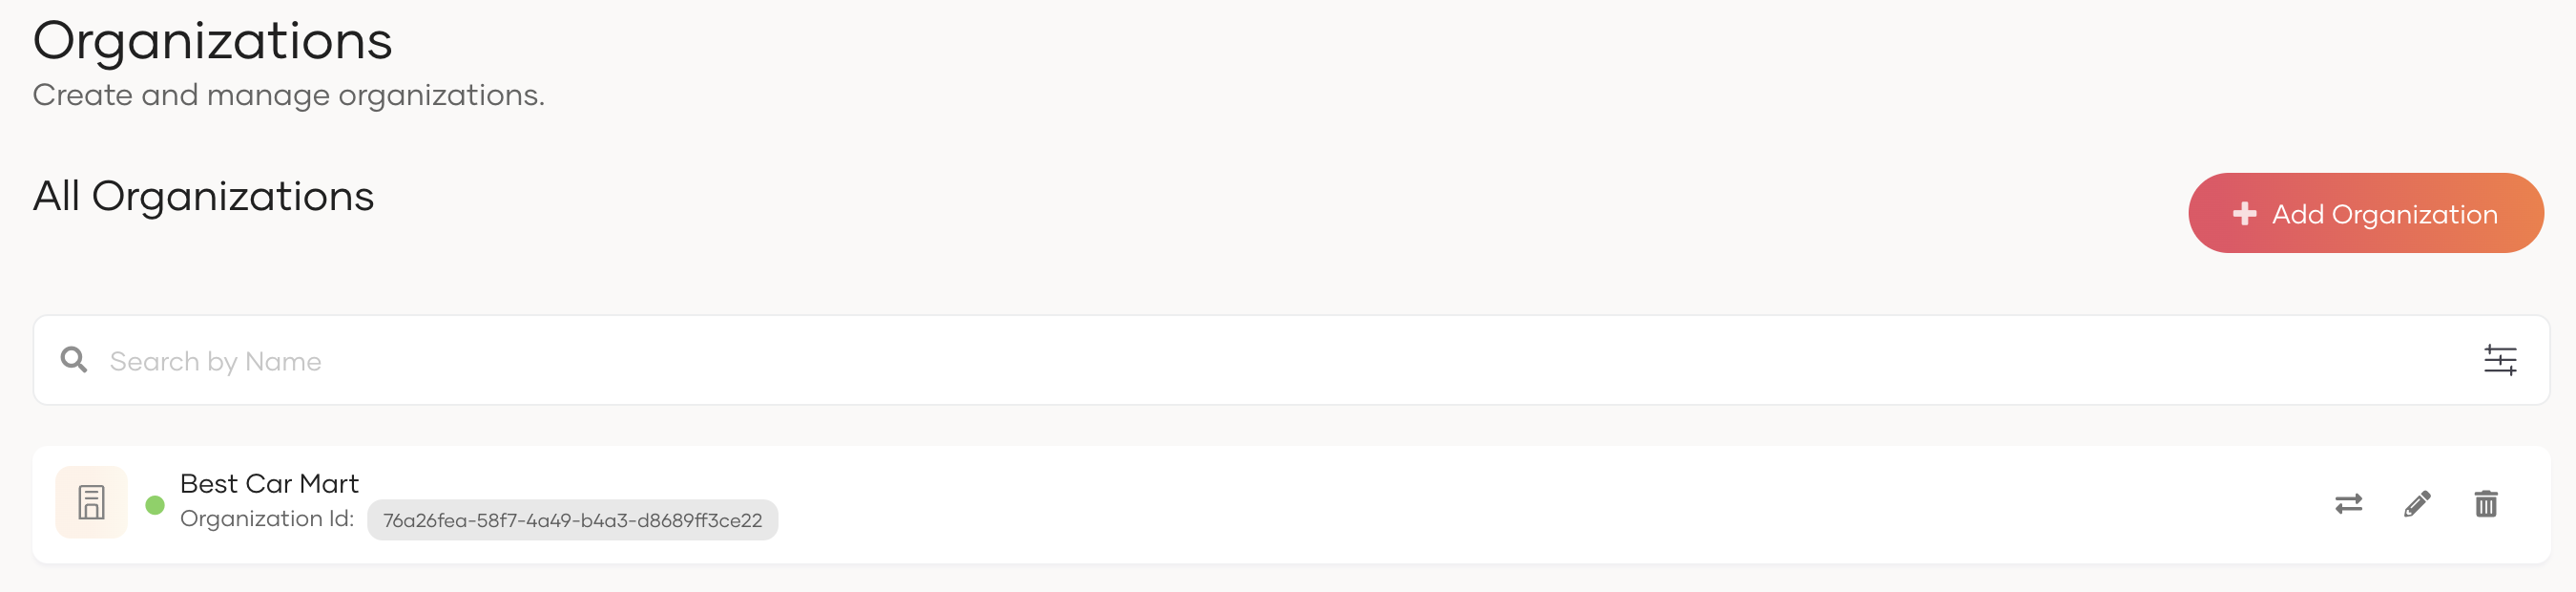 Organizations
Create and manage organizations.
All Organizations
Add Organization
Search by Name
Best Car Mart
Organization Id: 76a26fea-58f7-4a49-b4a3-d8689ff3ce22